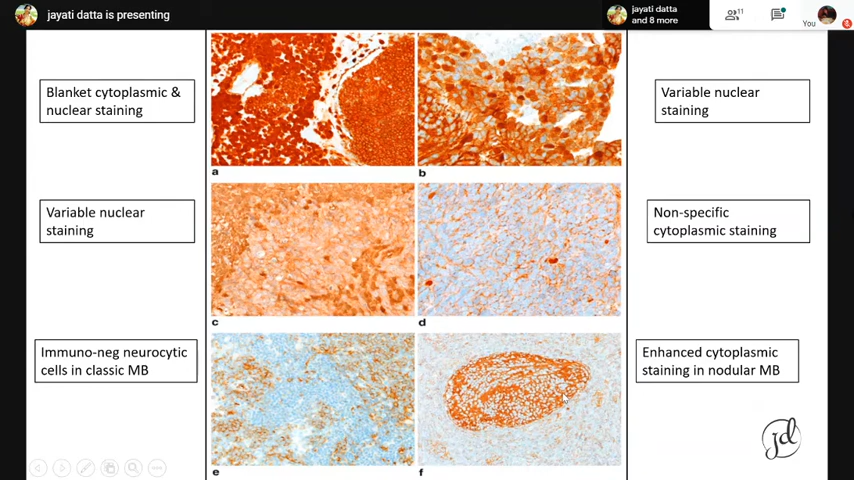 jayati datta is presenting
jayati datta
and 8 more
11
You
Blanket cytoplasmic &
nuclear staining
Variable nuclear
staining
a
b
Variable nuclear
staining
Non-specific
cytoplasmic staining
c
d
Immuno-neg neurocytic
cells in classic MB
Enhanced cytoplasmic
staining in nodular MB
jd
e
f